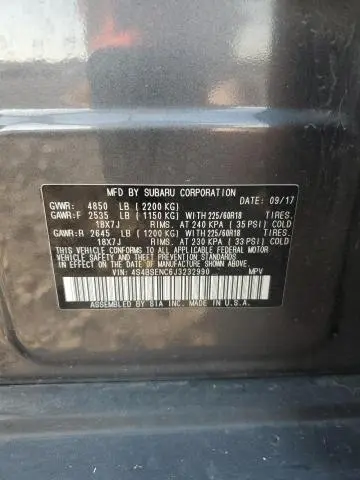 MFD BY SUBARU CORPORATION
GVWR: 4850 LB (2200 KG) DATE: 09/17
GAWR:F 2535 LB (1150 KG) WITH 225/60R18 TIRES.
18X7J RIMS. AT 240 KPA (35 PSI) COLD
GAWR:R 2645 LB (1200 KG) WITH 225/60R18 TIRES.
18X7J RIMS. AT 230 KPA (33 PSI) COLD
THIS VEHICLE CONFORMS TO ALL APPLICABLE FEDERAL MOTOR
VEHICLE SAFETY AND BUMPER STANDARDS
IN EFFECT ON THE DATE OF MANUFACTURE SHOWN ABOVE.
VIN: 4S4BSENC6J3232990 MPV
ASSEMBLED BY SIA INC. MADE IN U.S.A.